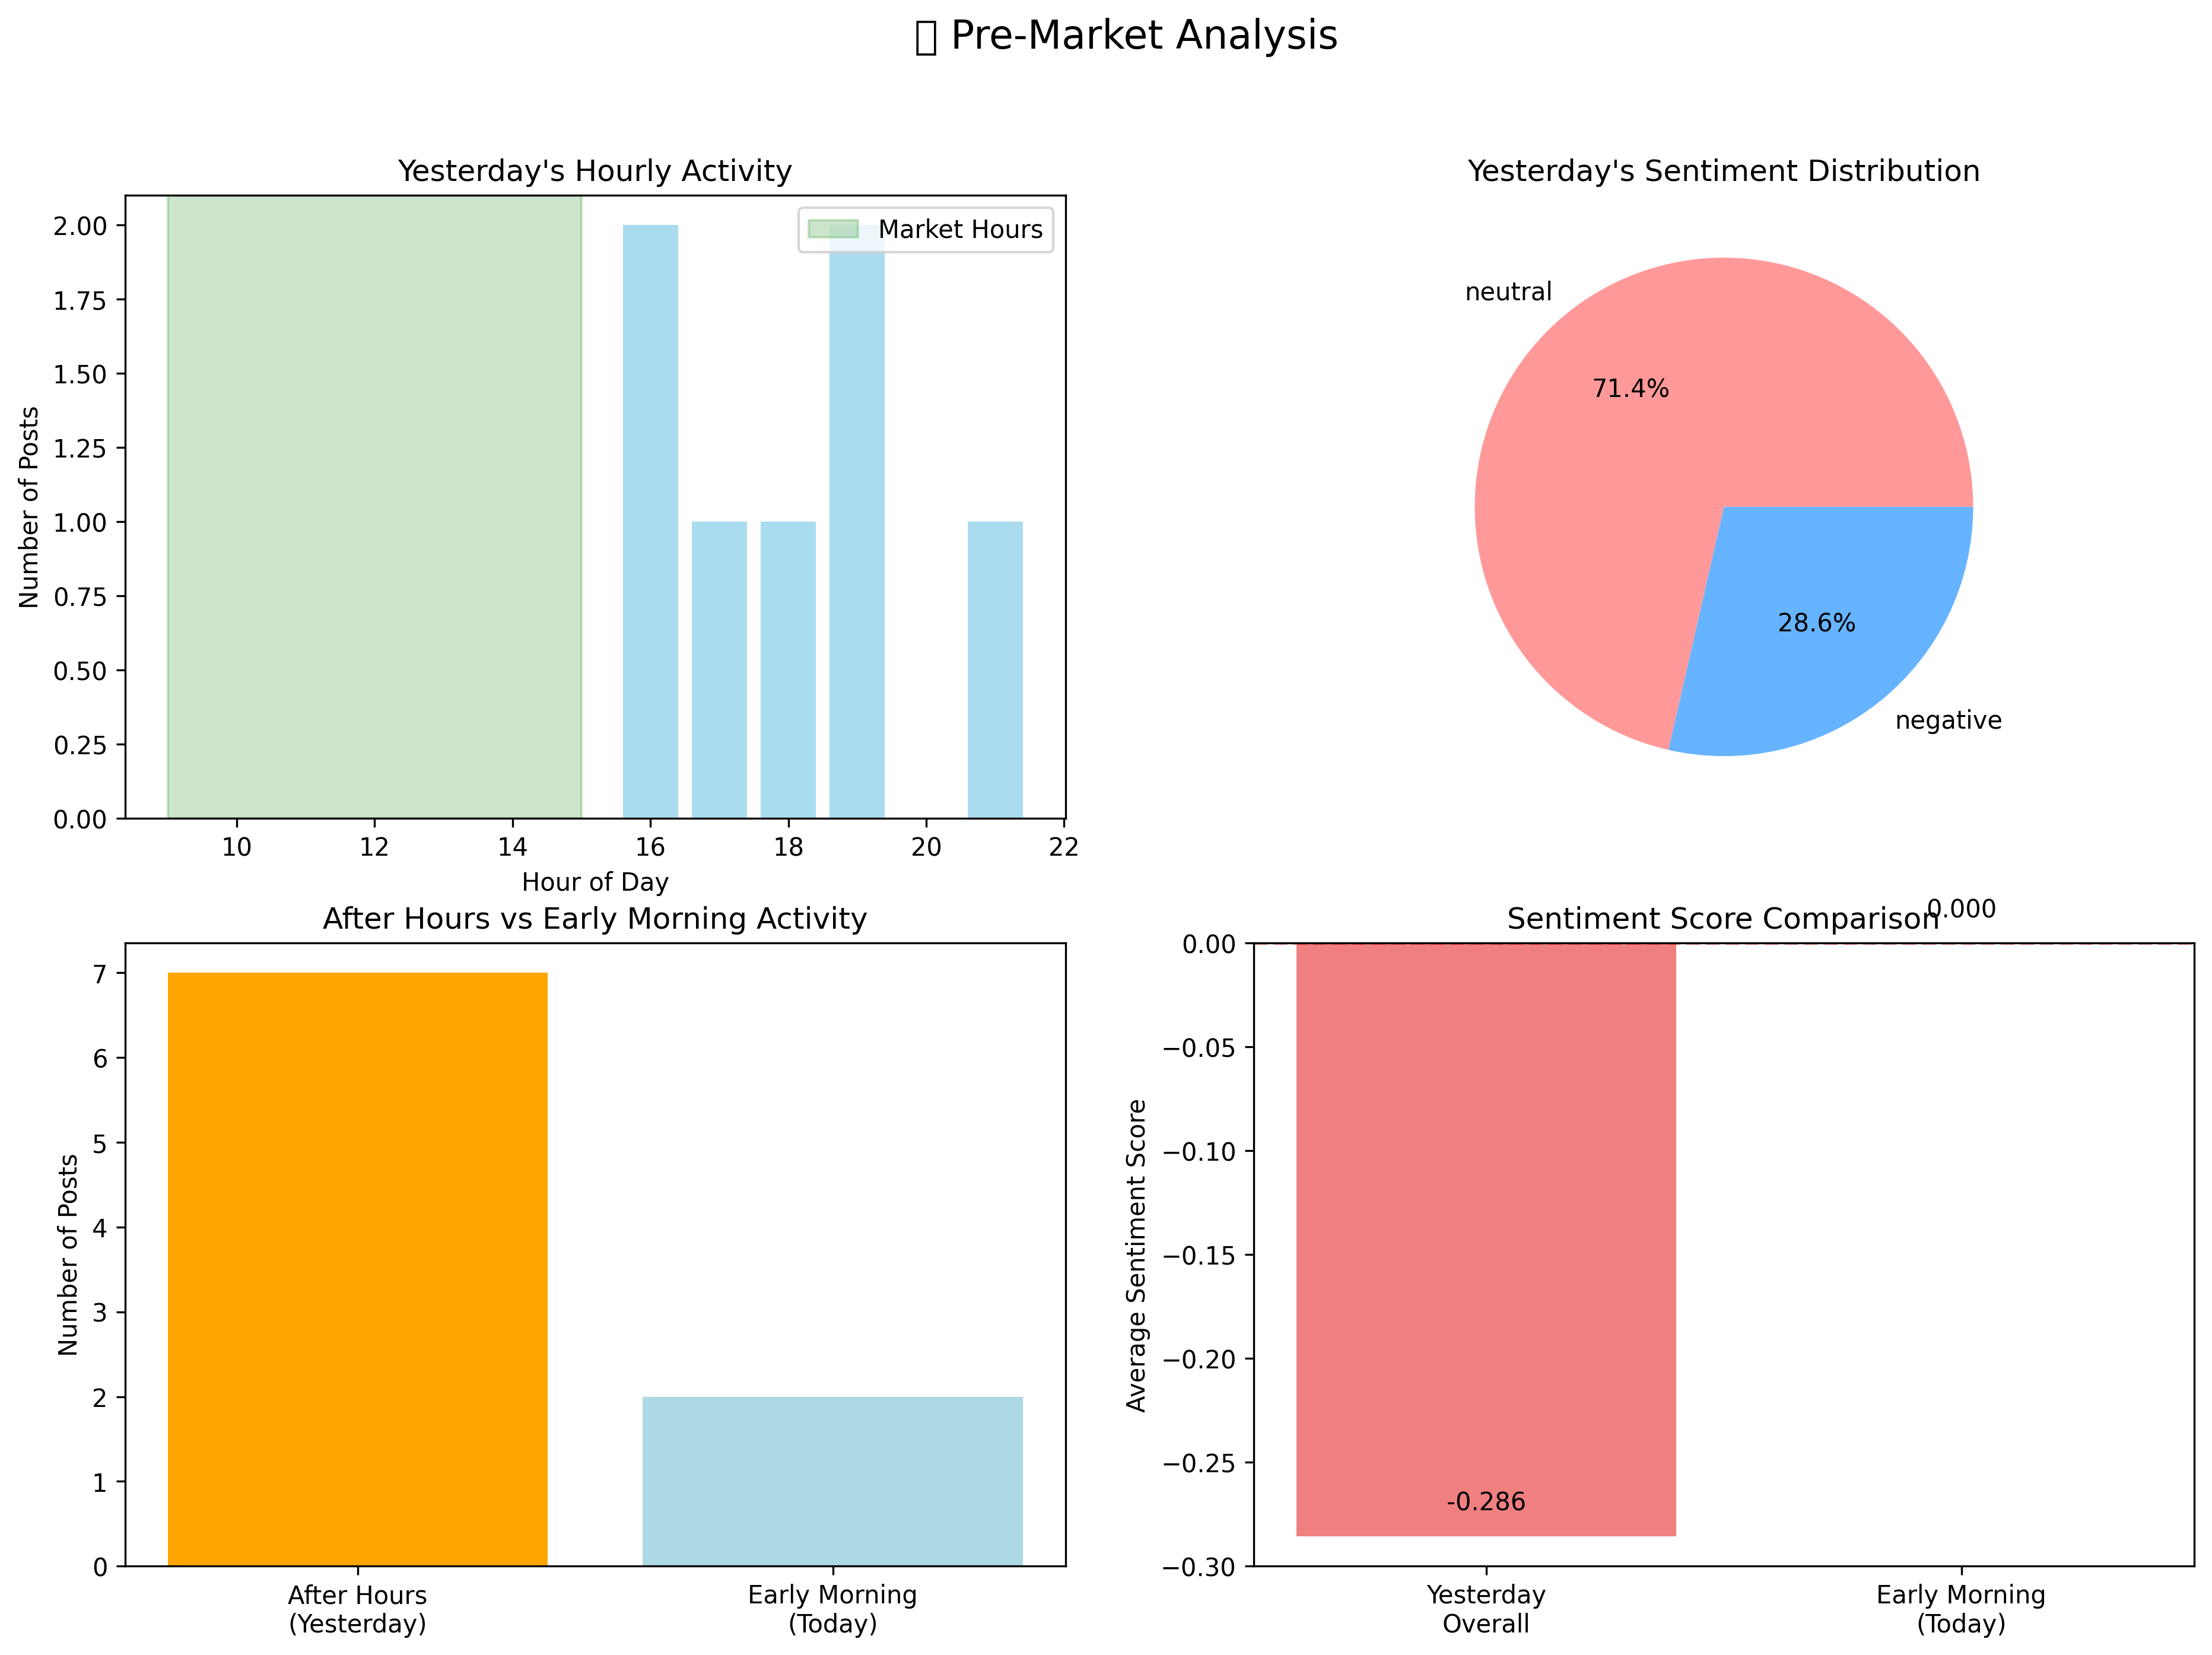 Pre-Market Analysis
Yesterday's Hourly Activity
Market Hours
Number of Posts
2.00
1.75
1.50
1.25
1.00
0.75
0.50
0.25
0.00
10 12 14 16 18 20 22
Hour of Day
Yesterday's Sentiment Distribution
neutral
71.4%
28.6%
negative
After Hours vs Early Morning Activity
Number of Posts
7
6
5
4
3
2
1
0
After Hours
(Yesterday)
Early Morning
(Today)
Sentiment Score Comparison
0.000
Average Sentiment Score
0.00
−0.05
−0.10
−0.15
−0.20
−0.25
−0.30
-0.286
Yesterday
Overall
Early Morning
(Today)